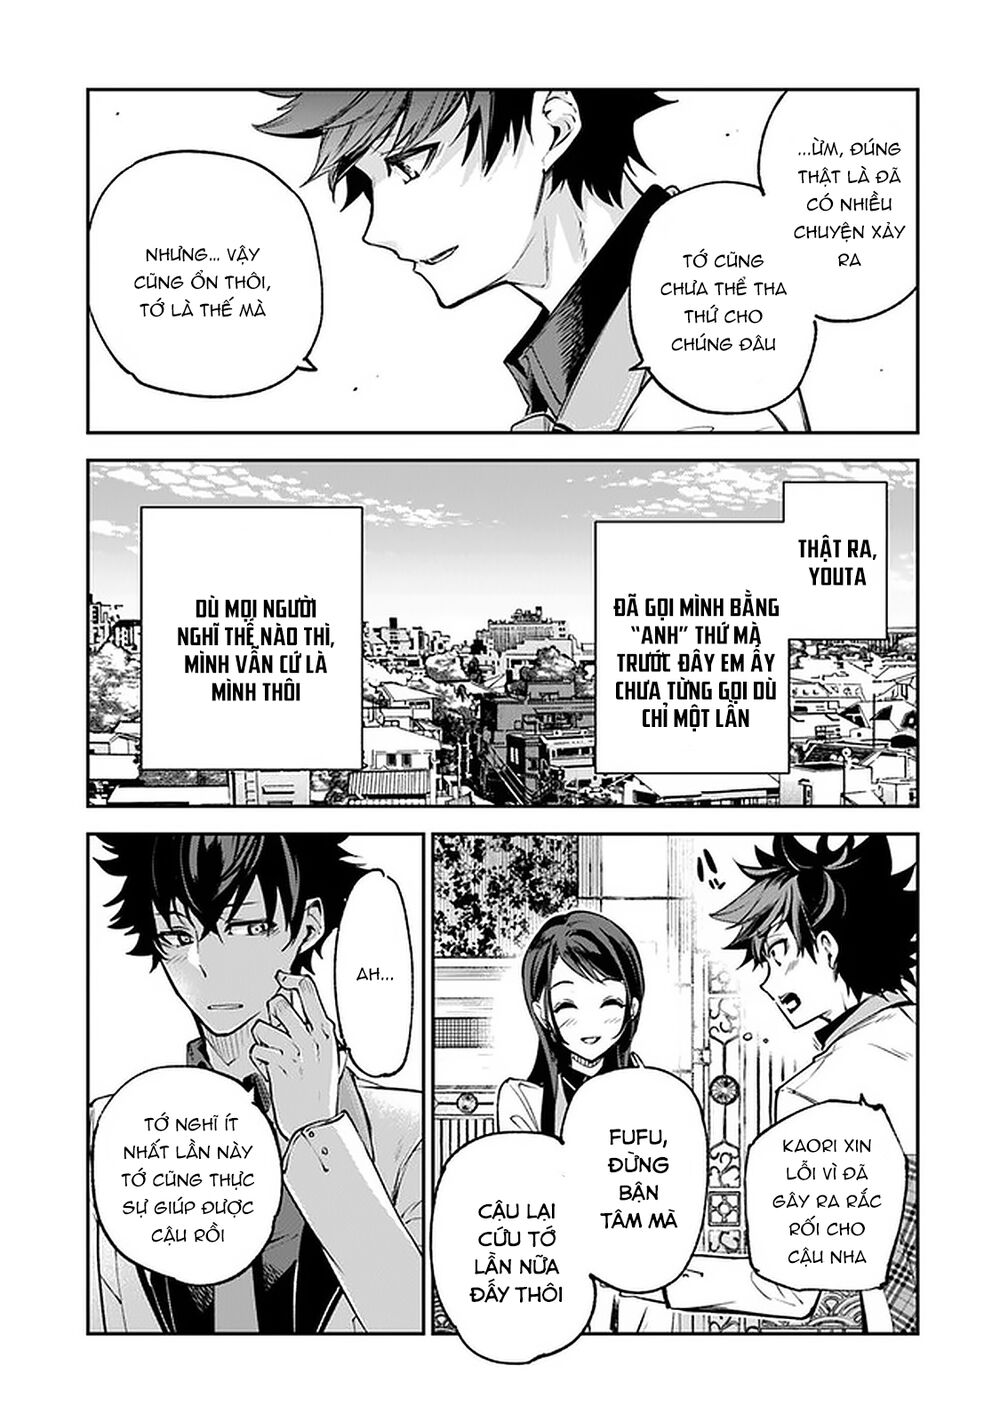 ...ỪM, ĐÚNG
THẬT LÀ ĐÃ
CÓ NHIỀU
CHUYỆN XẢY
RA
TỚ CŨNG
CHƯA THỂ THA
THỨ CHO
CHÚNG ĐÂU
NHƯNG... VẬY
CŨNG ỔN THÔI,
TỚ LÀ THẾ MÀ
THẬT RA,
YOUTA
ĐÃ GỌI MÌNH BẰNG
“ANH” THỨ MÀ
TRƯỚC ĐÂY EM ẤY
CHƯA TỪNG GỌI DÙ
CHỈ MỘT LẦN
DÙ MỌI NGƯỜI
NGHĨ THẾ NÀO THÌ,
MÌNH VẪN CỨ LÀ
MÌNH THÔI
KAORI XIN
LỖI VÌ ĐÃ
GÂY RA RẮC
RỐI CHO
CẬU NHA
FUFU,
ĐỪNG
BẬN
TÂM MÀ
CẬU LẠI
CỨU TỚ
LẦN NỮA
ĐẤY THÔI
AH...
TỚ NGHĨ ÍT
NHẤT LẦN NÀY
TỚ CŨNG THỰC
SỰ GIÚP ĐƯỢC
CẬU RỒI